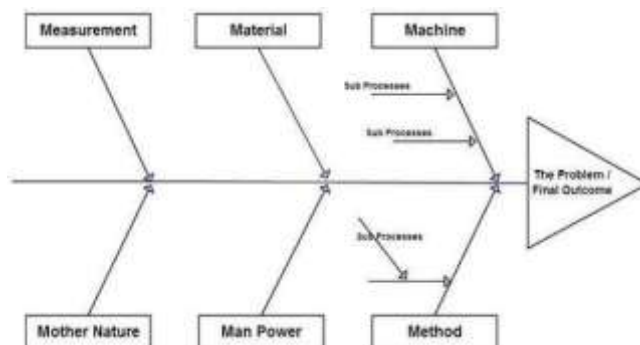 Measurement
Material
Machine
Sub Processes
Sub Processes
The Problem /
Final Outcome
Sub Processes
Mother Nature
Man Power
Method